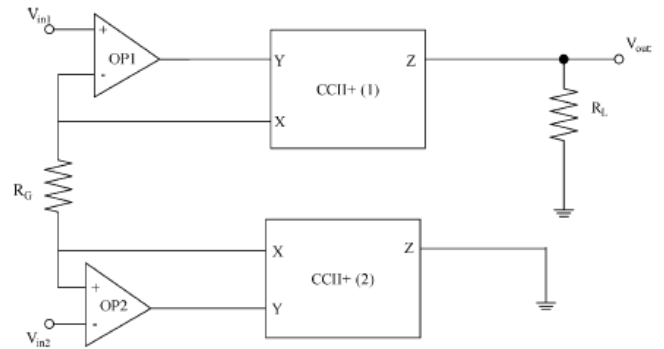 Vin1
+
OP1
-
Y
Z
CCII+ (1)
X
Vout
RL
RG
X
Z
CCII+ (2)
+
OP2
-
Y
Vin2